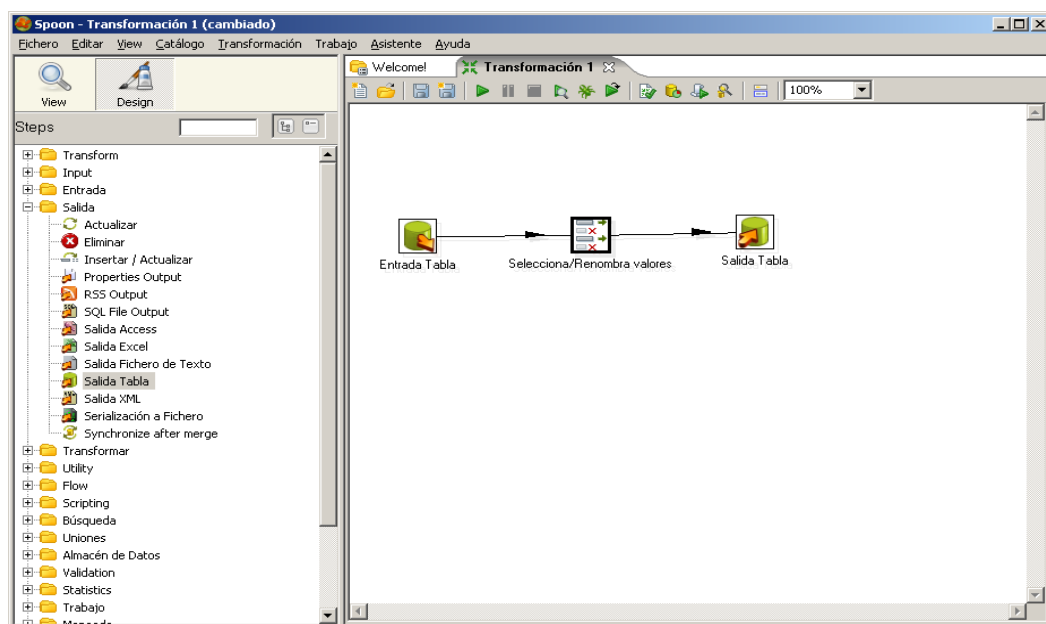 Spoon - Transformación 1 (cambiado)
Fichero Editar View Catálogo Transformación Trabajo Asistente Ayuda
View
Design
Steps
Transform
Input
Entrada
Salida
Actualizar
Eliminar
Insertar / Actualizar
Properties Output
RSS Output
SQL File Output
Salida Access
Salida Excel
Salida Fichero de Texto
Salida Tabla
Salida XML
Serialización a Fichero
Synchronize after merge
Transformar
Utility
Flow
Scripting
Búsqueda
Uniones
Almacén de Datos
Validation
Statistics
Trabajo
Welcome!
Transformación 1
100%
Entrada Tabla
Selecciona/Renombra valores
Salida Tabla